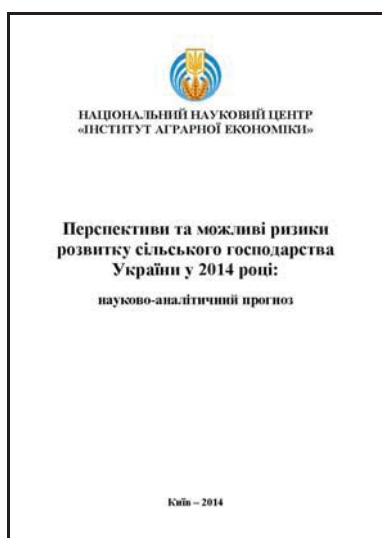 НАЦІОНАЛЬНИЙ НАУКОВИЙ ЦЕНТР
«ІНСТИТУТ АГРАРНОЇ ЕКОНОМІКИ»
Перспективи та можливі ризики
розвитку сільського господарства
України у 2014 році:
науково-аналітичний прогноз
Київ – 2014